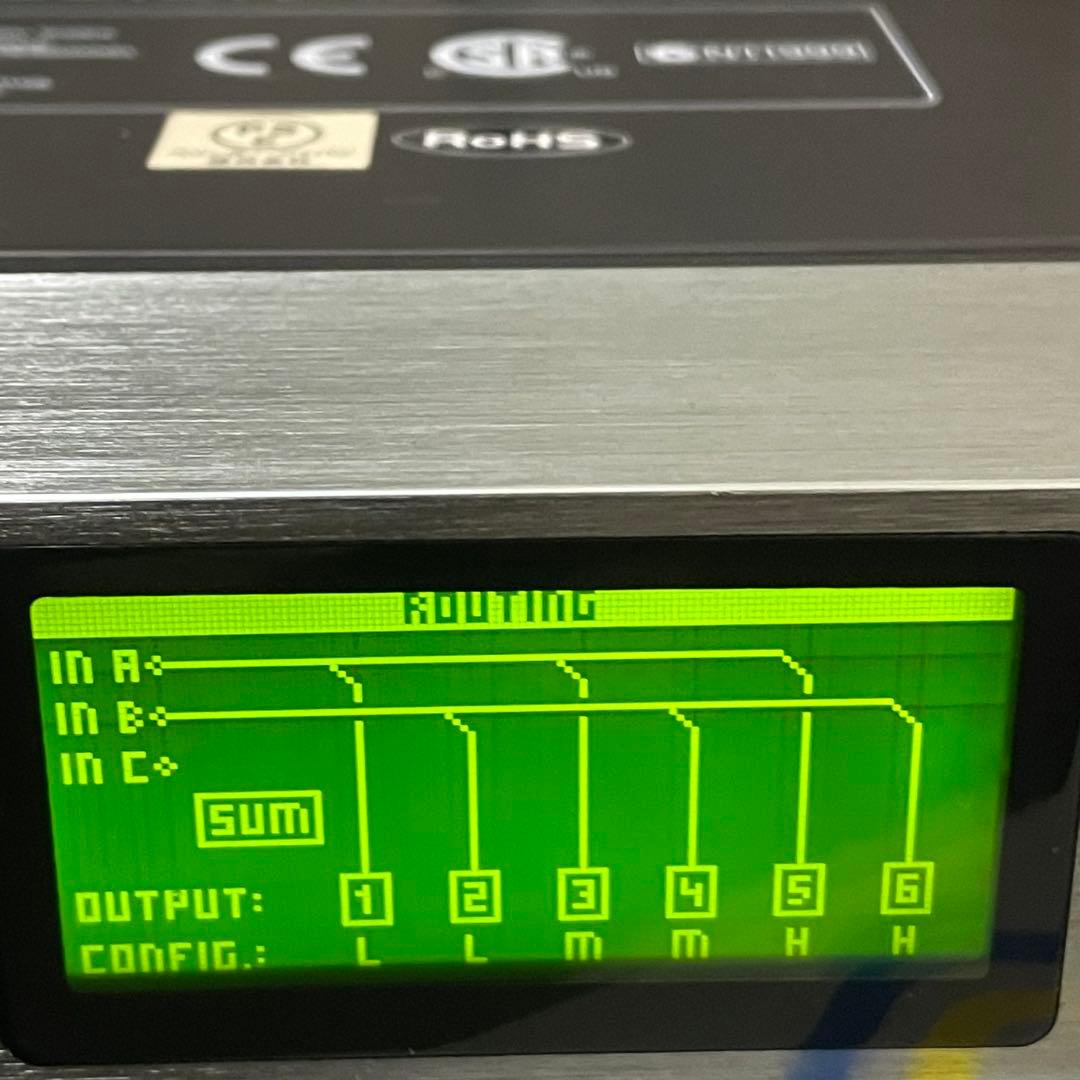 CE
RoHS
ROUTING
IN A
IN B
IN C
SUM
OUTPUT: 1 2 3 4 5 6
CONFIG.: L L M M H H